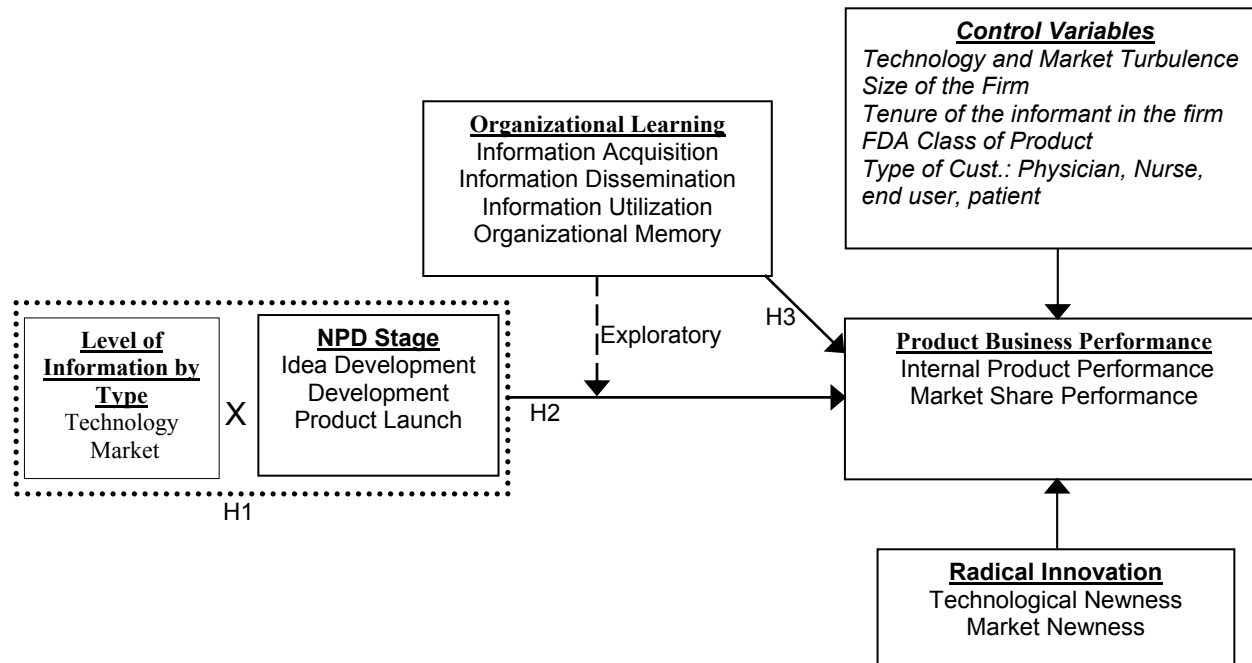 Control Variables
Technology and Market Turbulence
Size of the Firm
Tenure of the informant in the firm
FDA Class of Product
Type of Cust.: Physician, Nurse,
end user, patient
Organizational Learning
Information Acquisition
Information Dissemination
Information Utilization
Organizational Memory
Exploratory
H3
Level of
Information by
Type
Technology
Market
X
NPD Stage
Idea Development
Development
Product Launch
H2
H1
Product Business Performance
Internal Product Performance
Market Share Performance
Radical Innovation
Technological Newness
Market Newness